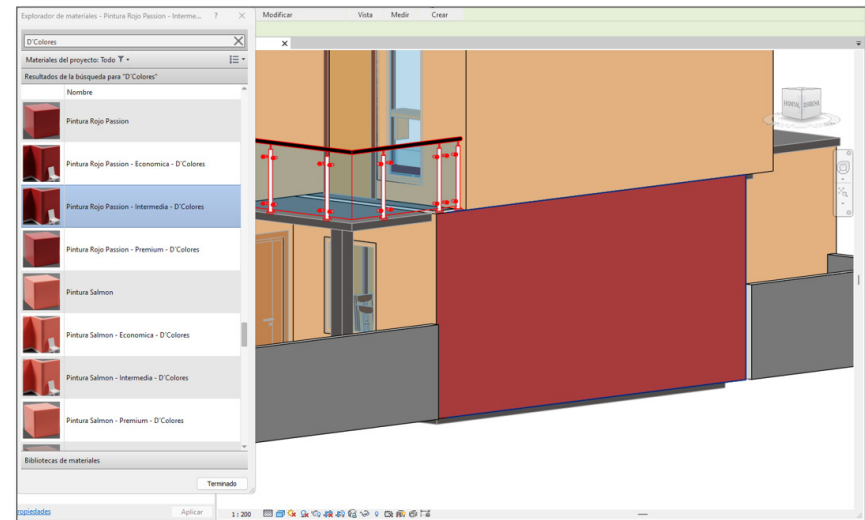 Explorador de materiales - Pintura Rojo Passion - Interme... ? ×
Modificar Vista Medir Crear
D'Colores
Materiales del proyecto: Todo
Resultados de la búsqueda para "D'Colores"
Nombre
Pintura Rojo Passion
Pintura Rojo Passion - Economica - D'Colores
Pintura Rojo Passion - Intermedia - D'Colores
Pintura Rojo Passion - Premium - D'Colores
Pintura Salmon
Pintura Salmon - Economica - D'Colores
Pintura Salmon - Intermedia - D'Colores
Pintura Salmon - Premium - D'Colores
Bibliotecas de materiales
Terminado
ropiedades
Aplicar
1 : 200
FRONTAL
DERECHA